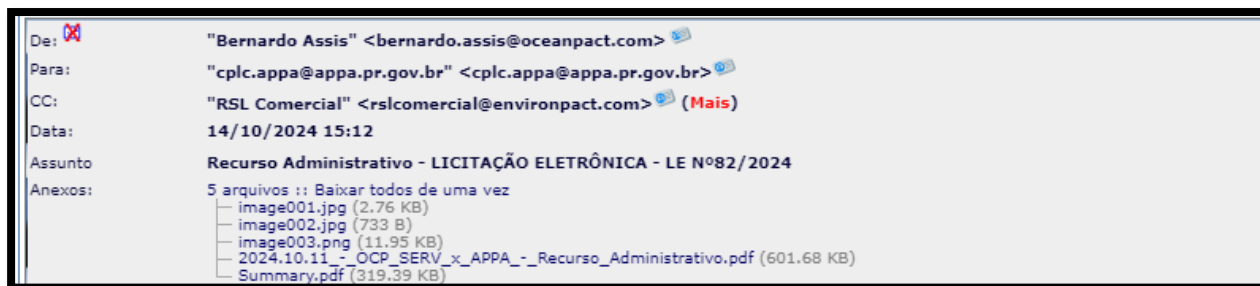 De: "Bernardo Assis" <bernardo.assis@oceanpact.com>
Para: "cplc.appa@appa.pr.gov.br" <cplc.appa@appa.pr.gov.br>
CC: "RSL Comercial" <rslcomercial@environpact.com> (Mais)
Data: 14/10/2024 15:12
Assunto Recurso Administrativo - LICITAÇÃO ELETRÔNICA - LE Nº82/2024
Anexos: 5 arquivos :: Baixar todos de uma vez
image001.jpg (2.76 KB)
image002.jpg (733 B)
image003.png (11.95 KB)
2024.10.11_-_OCP_SERV_x_APPA_-_Recurso_Administrativo.pdf (601.68 KB)
Summary.pdf (319.39 KB)